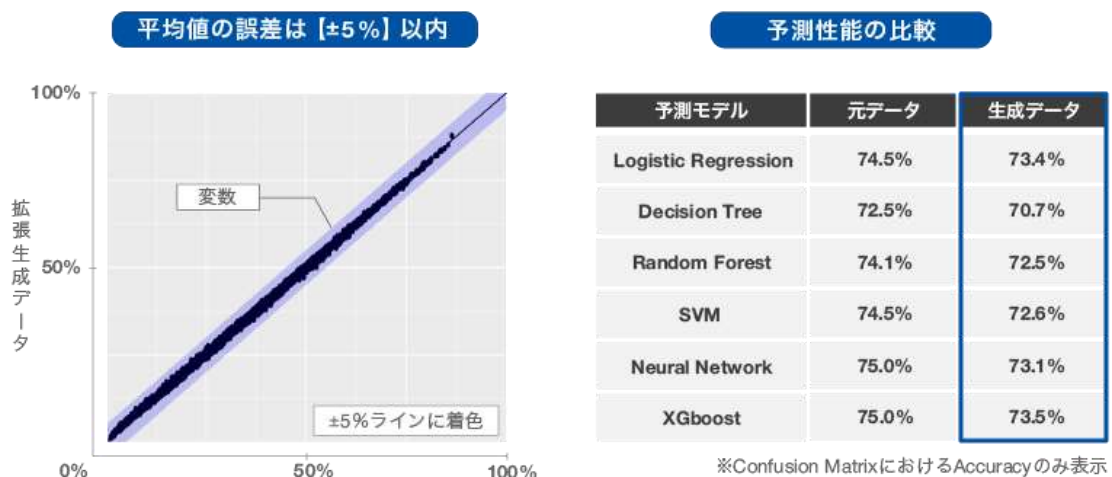 平均値の誤差は【±5%】以内
100%
変数
拡張生成データ
50%
±5%ラインに着色
0%
50%
100%
予測性能の比較
予測モデル 元データ 生成データ
Logistic Regression 74.5% 73.4%
Decision Tree 72.5% 70.7%
Random Forest 74.1% 72.5%
SVM 74.5% 72.6%
Neural Network 75.0% 73.1%
XGboost 75.0% 73.5%
※Confusion MatrixにおけるAccuracyのみ表示